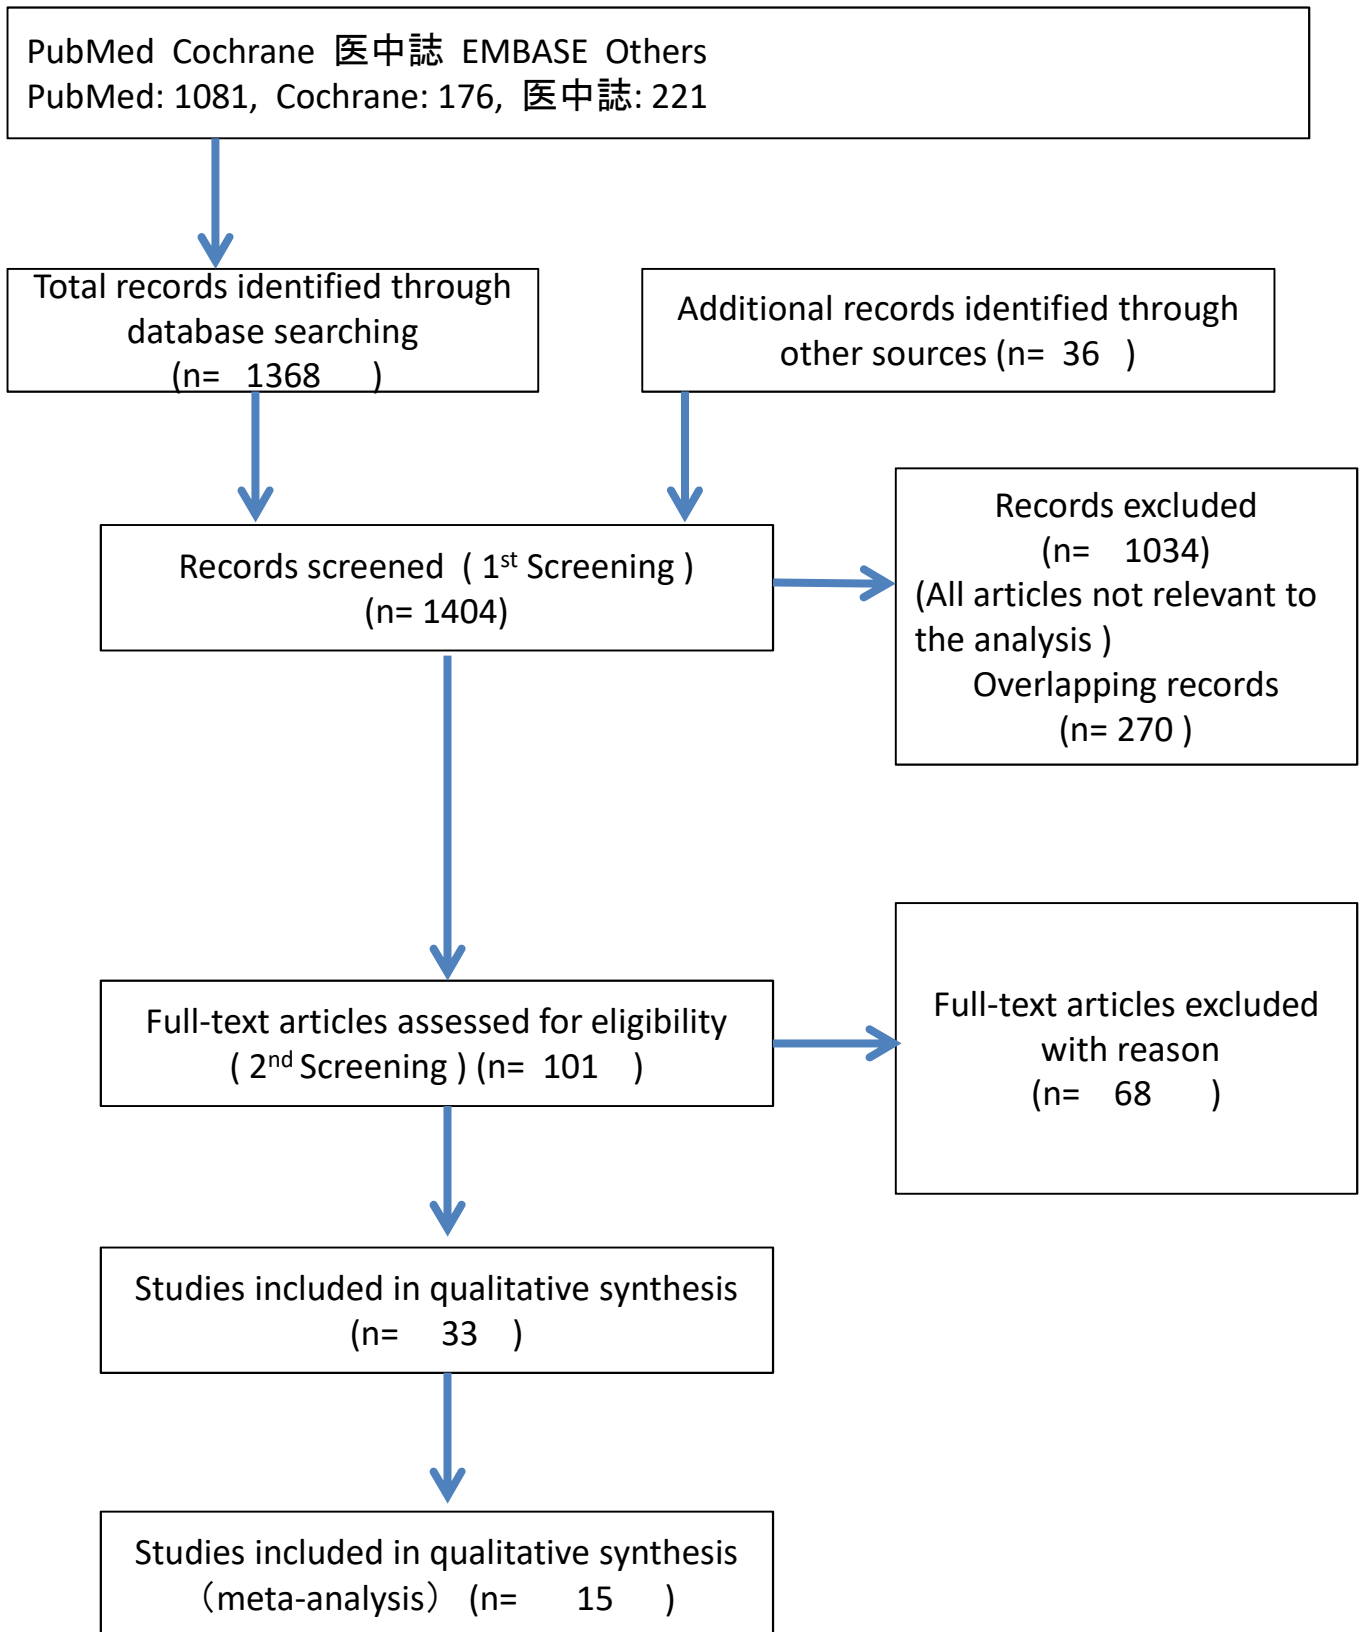 PubMed Cochrane 医中誌 EMBASE Others
PubMed: 1081, Cochrane: 176, 医中誌: 221
Total records identified through
database searching
(n= 1368 )
Additional records identified through
other sources (n= 36 )
Records screened ( 1st Screening )
(n= 1404)
Records excluded
(n= 1034)
(All articles not relevant to
the analysis )
Overlapping records
(n= 270 )
Full-text articles assessed for eligibility
( 2nd Screening ) (n= 101 )
Full-text articles excluded
with reason
(n= 68 )
Studies included in qualitative synthesis
(n= 33 )
Studies included in qualitative synthesis
（meta-analysis） (n= 15 )